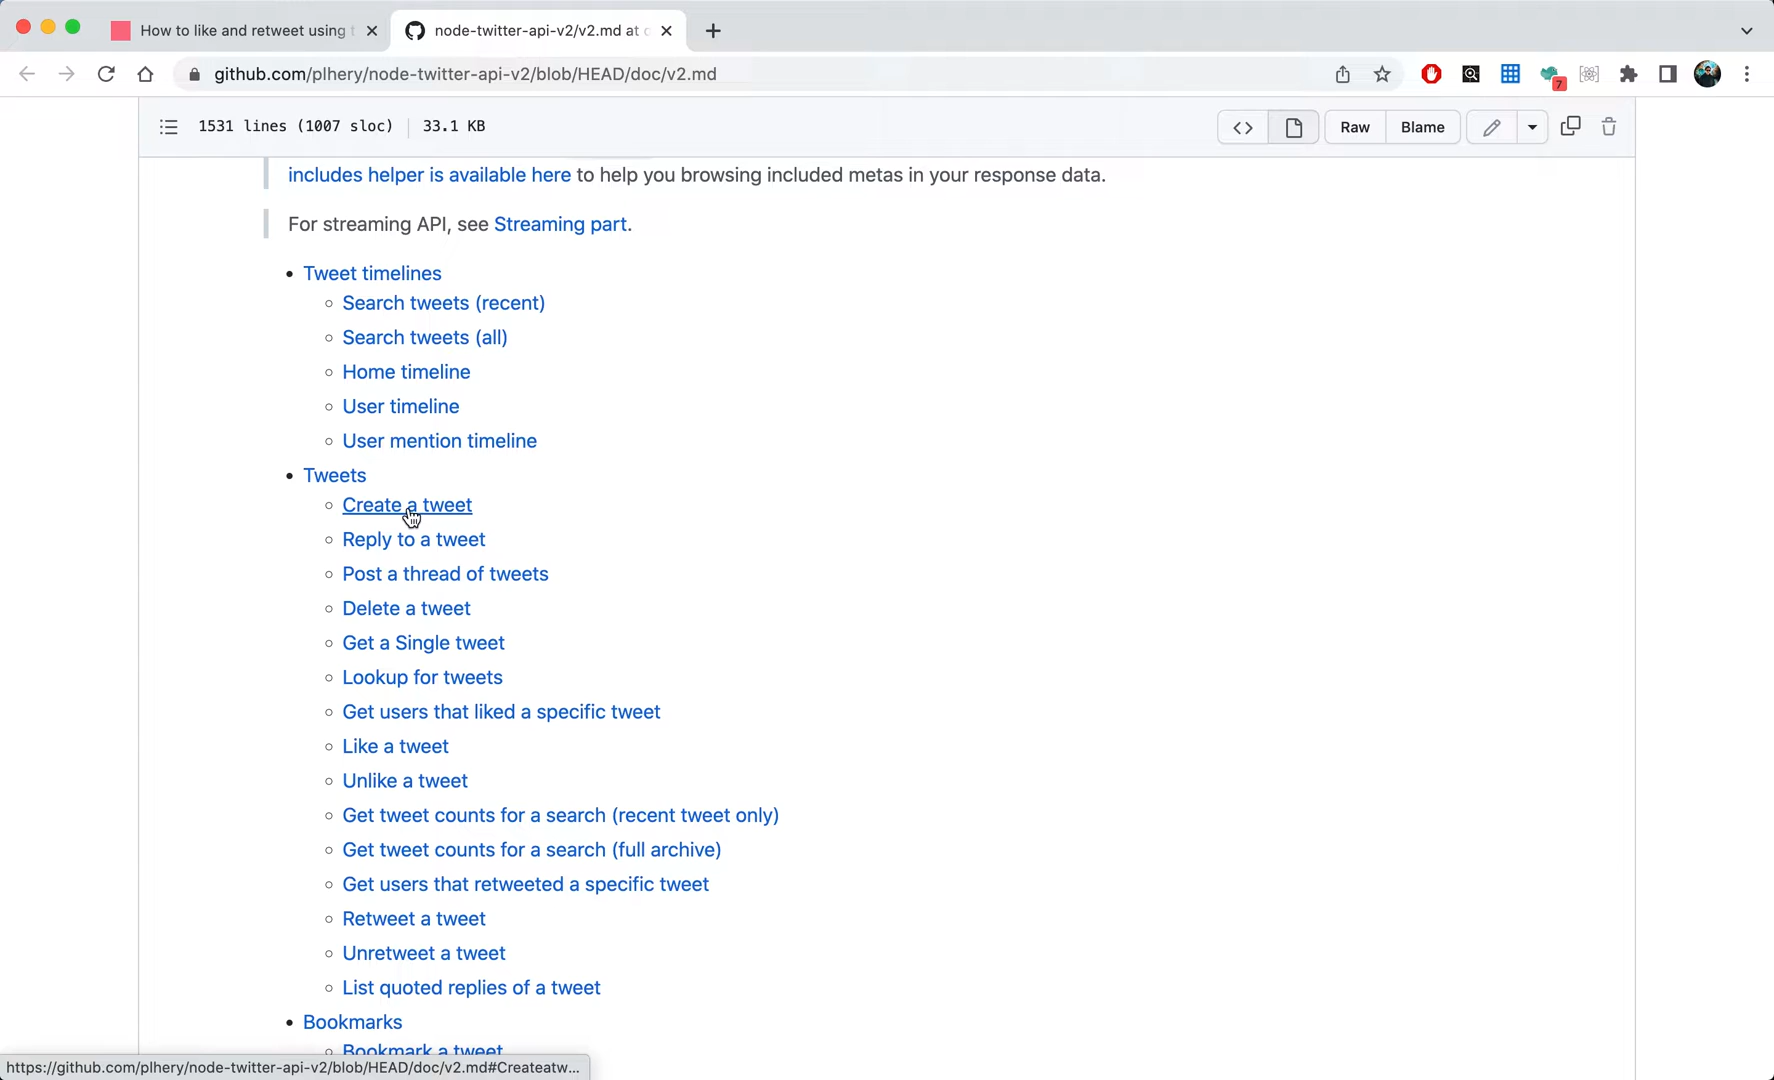 How to like and retweet using
node-twitter-api-v2/v2.md at
github.com/plhery/node-twitter-api-v2/blob/HEAD/doc/v2.md
7
1531 lines (1007 sloc) 33.1 KB
Raw
Blame
includes helper is available here to help you browsing included metas in your response data.
For streaming API, see Streaming part.
Tweet timelines
Search tweets (recent)
Search tweets (all)
Home timeline
User timeline
User mention timeline
Tweets
Create a tweet
Reply to a tweet
Post a thread of tweets
Delete a tweet
Get a Single tweet
Lookup for tweets
Get users that liked a specific tweet
Like a tweet
Unlike a tweet
Get tweet counts for a search (recent tweet only)
Get tweet counts for a search (full archive)
Get users that retweeted a specific tweet
Retweet a tweet
Unretweet a tweet
List quoted replies of a tweet
Bookmarks
Bookmark a tweet
https://github.com/plhery/node-twitter-api-v2/blob/HEAD/doc/v2.md#Createatw...